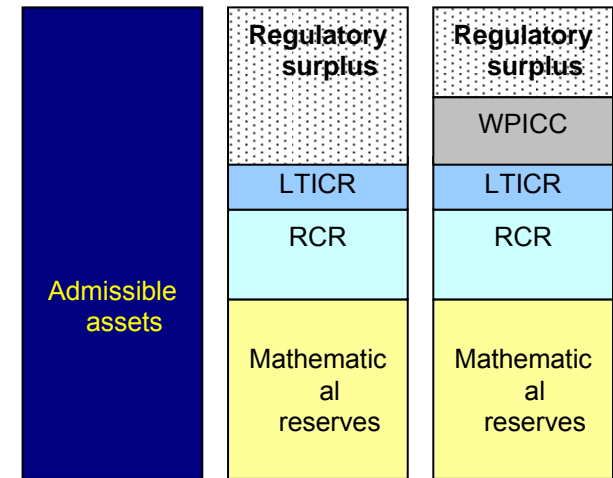 Admissible
assets
Regulatory
surplus
LTICR
RCR
Mathematic
al
reserves
Regulatory
surplus
WPICC
LTICR
RCR
Mathematic
al
reserves